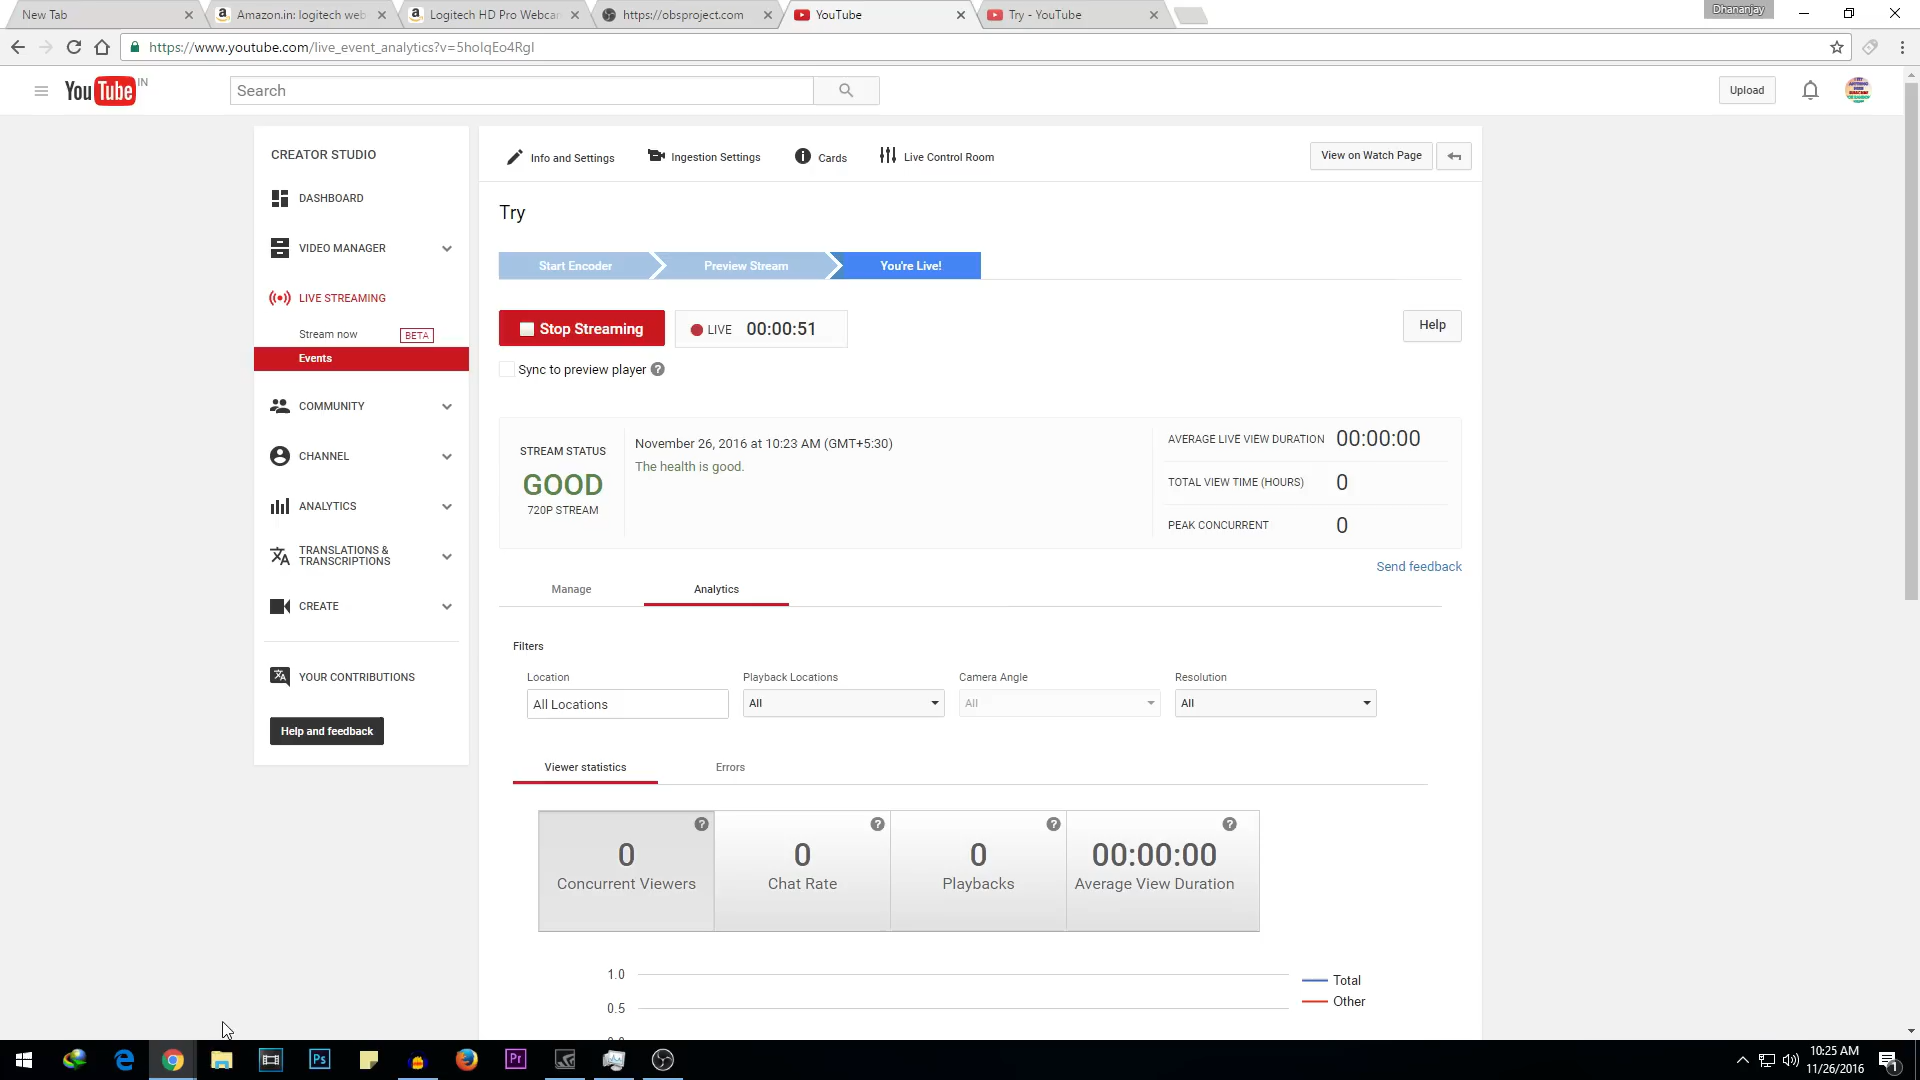 New Tab
Amazon.in: logitech web
Logitech HD Pro Webcam
https://obsproject.com
YouTube
Try - YouTube
Dhananjay
https://www.youtube.com/live_event_analytics?v=5hoIqEo4RgI
YouTube IN
Search
Upload
CREATOR STUDIO
DASHBOARD
VIDEO MANAGER
LIVE STREAMING
Stream now BETA
Events
COMMUNITY
CHANNEL
ANALYTICS
TRANSLATIONS &
TRANSCRIPTIONS
CREATE
YOUR CONTRIBUTIONS
Help and feedback
Info and Settings
Ingestion Settings
Cards
Live Control Room
View on Watch Page
Try
Start Encoder
Preview Stream
You're Live!
Stop Streaming
LIVE 00:00:51
Help
Sync to preview player ?
STREAM STATUS
GOOD
720P STREAM
November 26, 2016 at 10:23 AM (GMT+5:30)
The health is good.
AVERAGE LIVE VIEW DURATION 00:00:00
TOTAL VIEW TIME (HOURS) 0
PEAK CONCURRENT 0
Send feedback
Manage
Analytics
Filters
Location
All Locations
Playback Locations
All
Camera Angle
All
Resolution
All
Viewer statistics
Errors
?
0
Concurrent Viewers
?
0
Chat Rate
?
0
Playbacks
?
00:00:00
Average View Duration
1.0
0.5
Total
Other
Ps
Pr
10:25 AM
11/26/2016
1